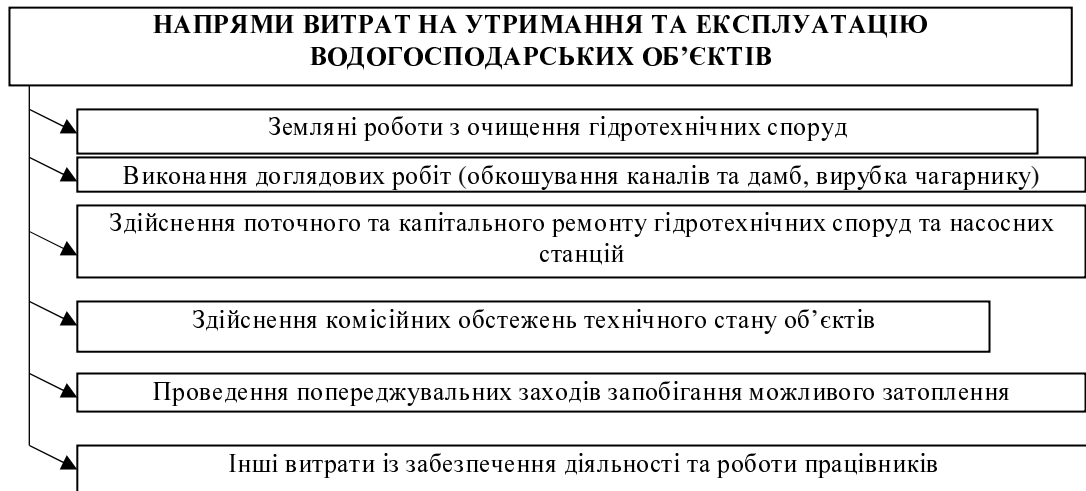 НАПРЯМИ ВИТРАТ НА УТРИМАННЯ ТА ЕКСПЛУАТАЦІЮ
ВОДОГОСПОДАРСЬКИХ ОБ’ЄКТІВ
Земляні роботи з очищення гідротехнічних споруд
Виконання доглядових робіт (обкошування каналів та дамб, вирубка чагарнику)
Здійснення поточного та капітального ремонту гідротехнічних споруд та насосних
станцій
Здійснення комісійних обстежень технічного стану об’єктів
Проведення попереджувальних заходів запобігання можливого затоплення
Інші витрати із забезпечення діяльності та роботи працівників